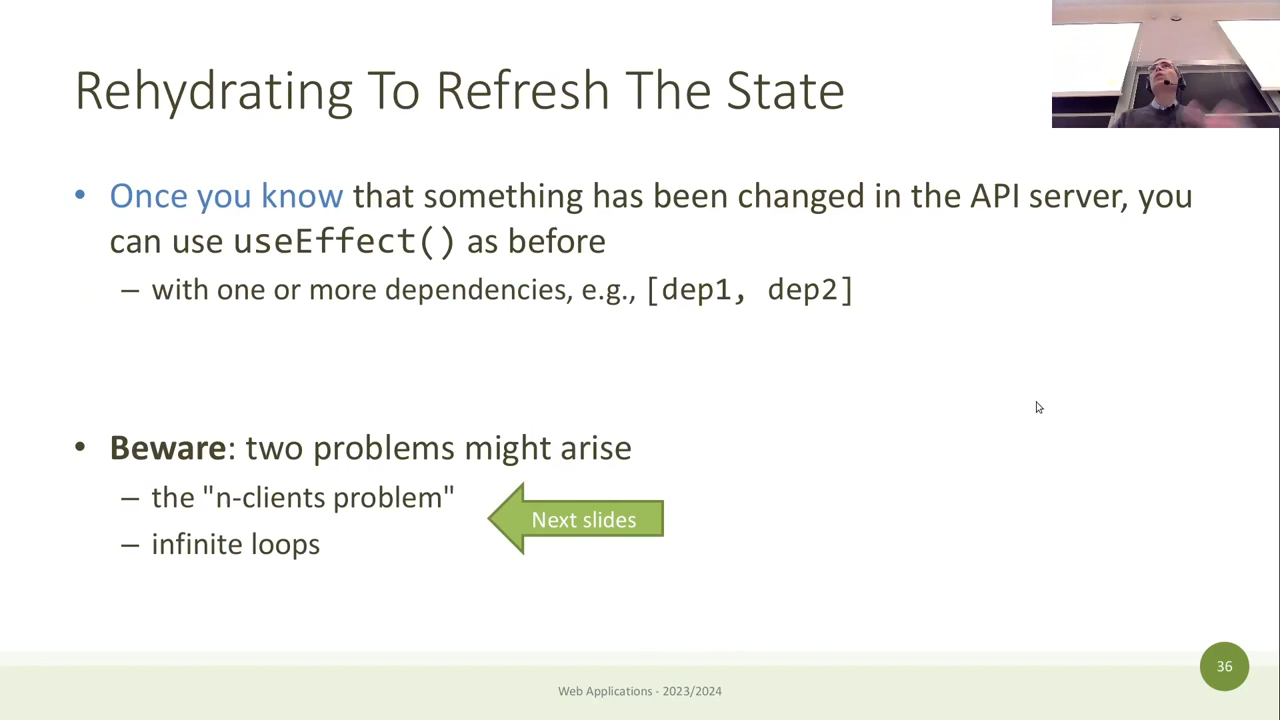 Rehydrating To Refresh The State
• Once you know that something has been changed in the API server, you
can use useEffect() as before
– with one or more dependencies, e.g., [dep1, dep2]
• Beware: two problems might arise
– the "n-clients problem"
Next slides
– infinite loops
36
Web Applications - 2023/2024